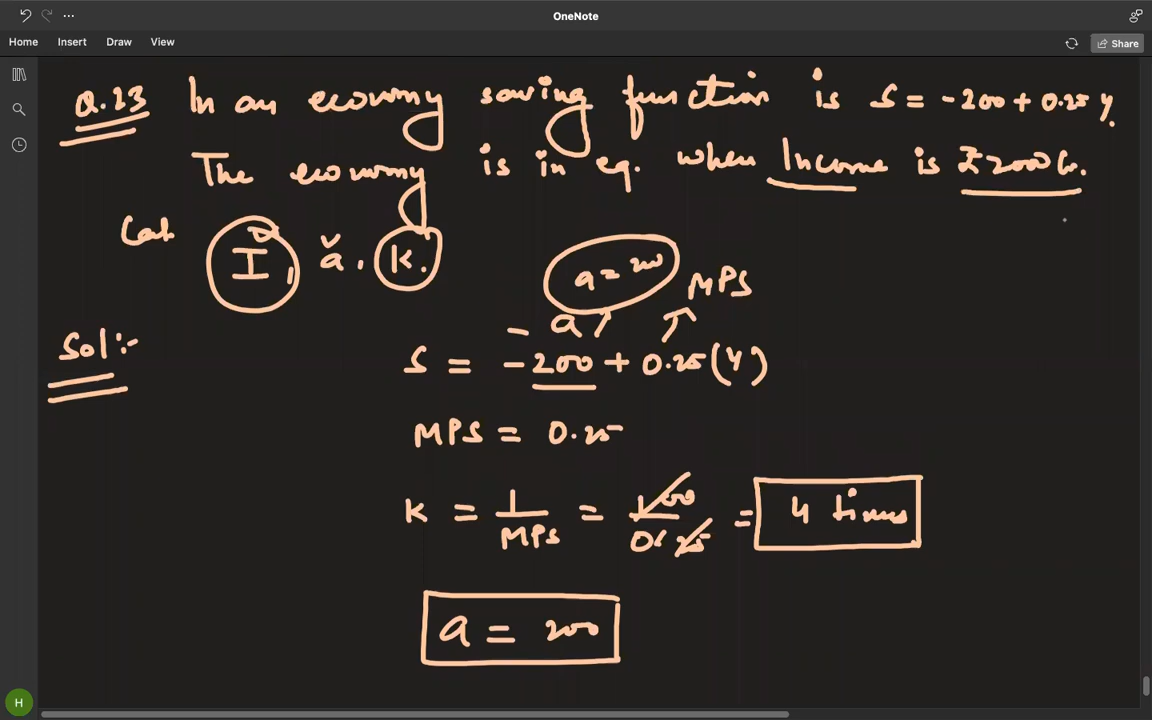 OneNote
Home Insert Draw View
Share
Q.23 In an economy saving function is S = -200 + 0.25 Y.
The economy is in eq. when Income is ₹2000 Cr.
Cal I, ā, K.
a = 200
MPS
- a
Sol:-
S = -200 + 0.25 (Y)
MPS = 0.25
K = 1/MPS = 100/0.25 = 4 times
a = 200
H